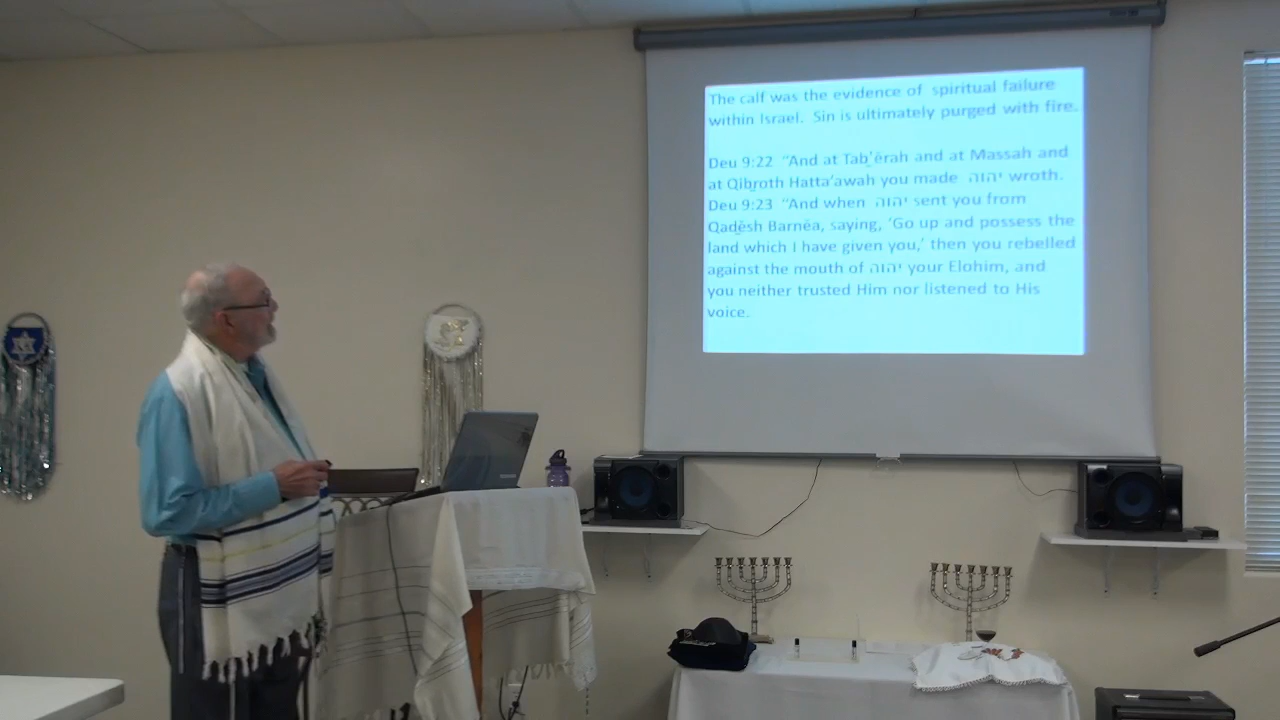 The calf was the evidence of spiritual failure
within Israel. Sin is ultimately purged with fire.
Deu 9:22 "And at Taḇ'ĕrah and at Massah and
at Qiḇroth Hatta'awah you made יהוה wroth.
Deu 9:23 "And when יהוה sent you from
Qaḏĕsh Barnĕa, saying, 'Go up and possess the
land which I have given you,' then you rebelled
against the mouth of יהוה your Elohim, and
you neither trusted Him nor listened to His
voice.